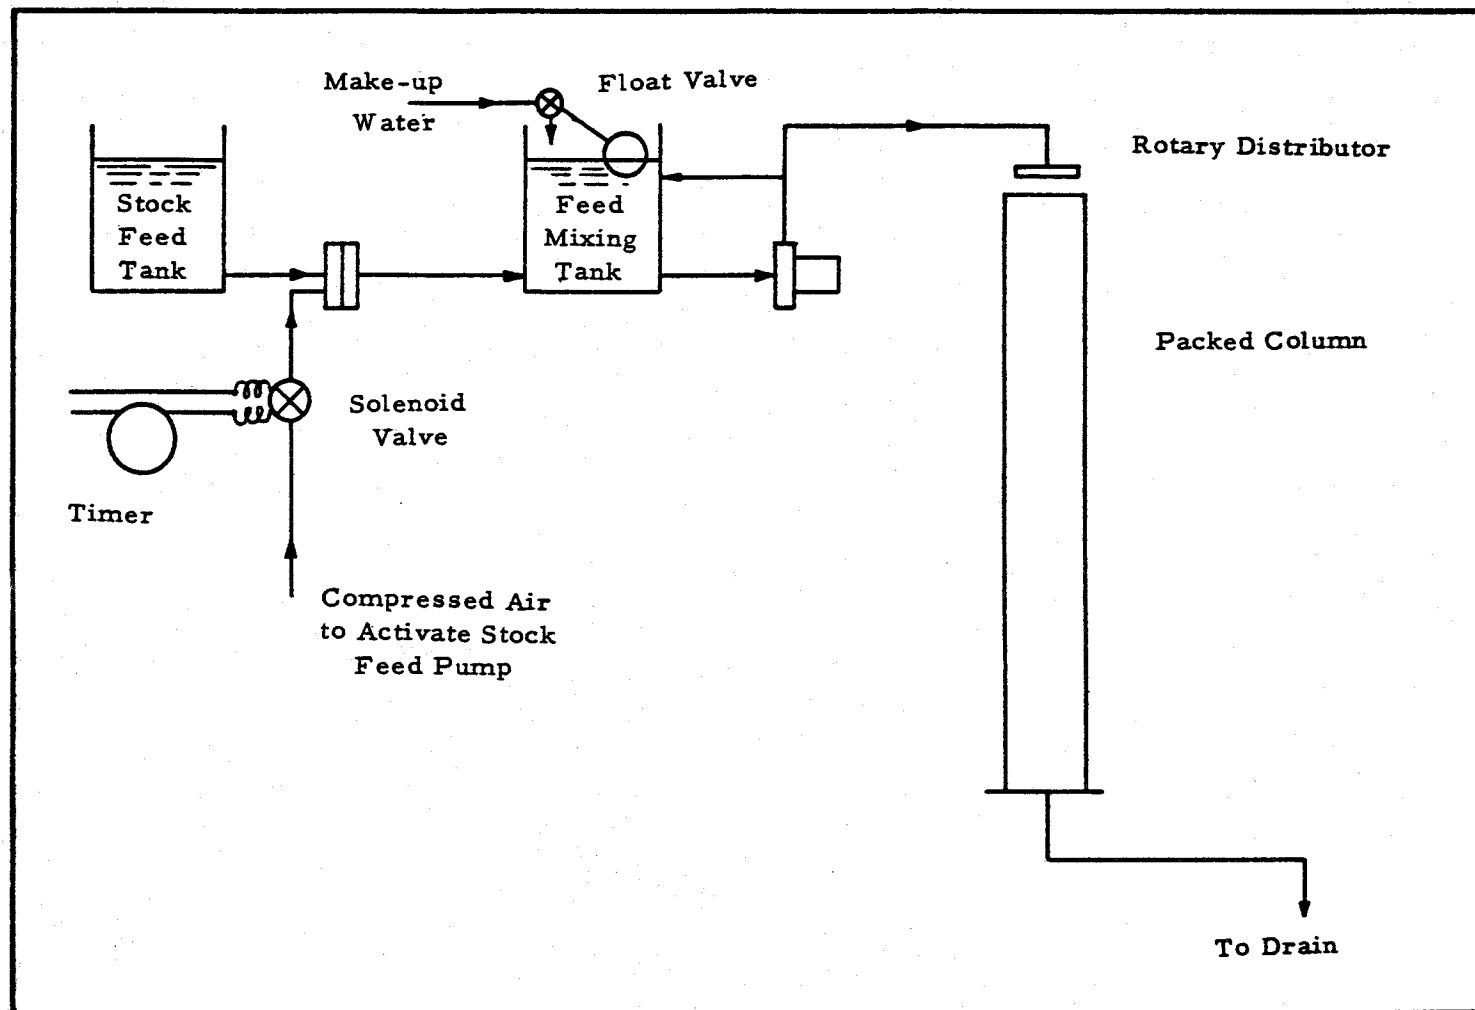 Make-up
Water
Float Valve
Rotary Distributor
Stock
Feed
Tank
Feed
Mixing
Tank
Packed Column
Solenoid
Valve
Timer
Compressed Air
to Activate Stock
Feed Pump
To Drain